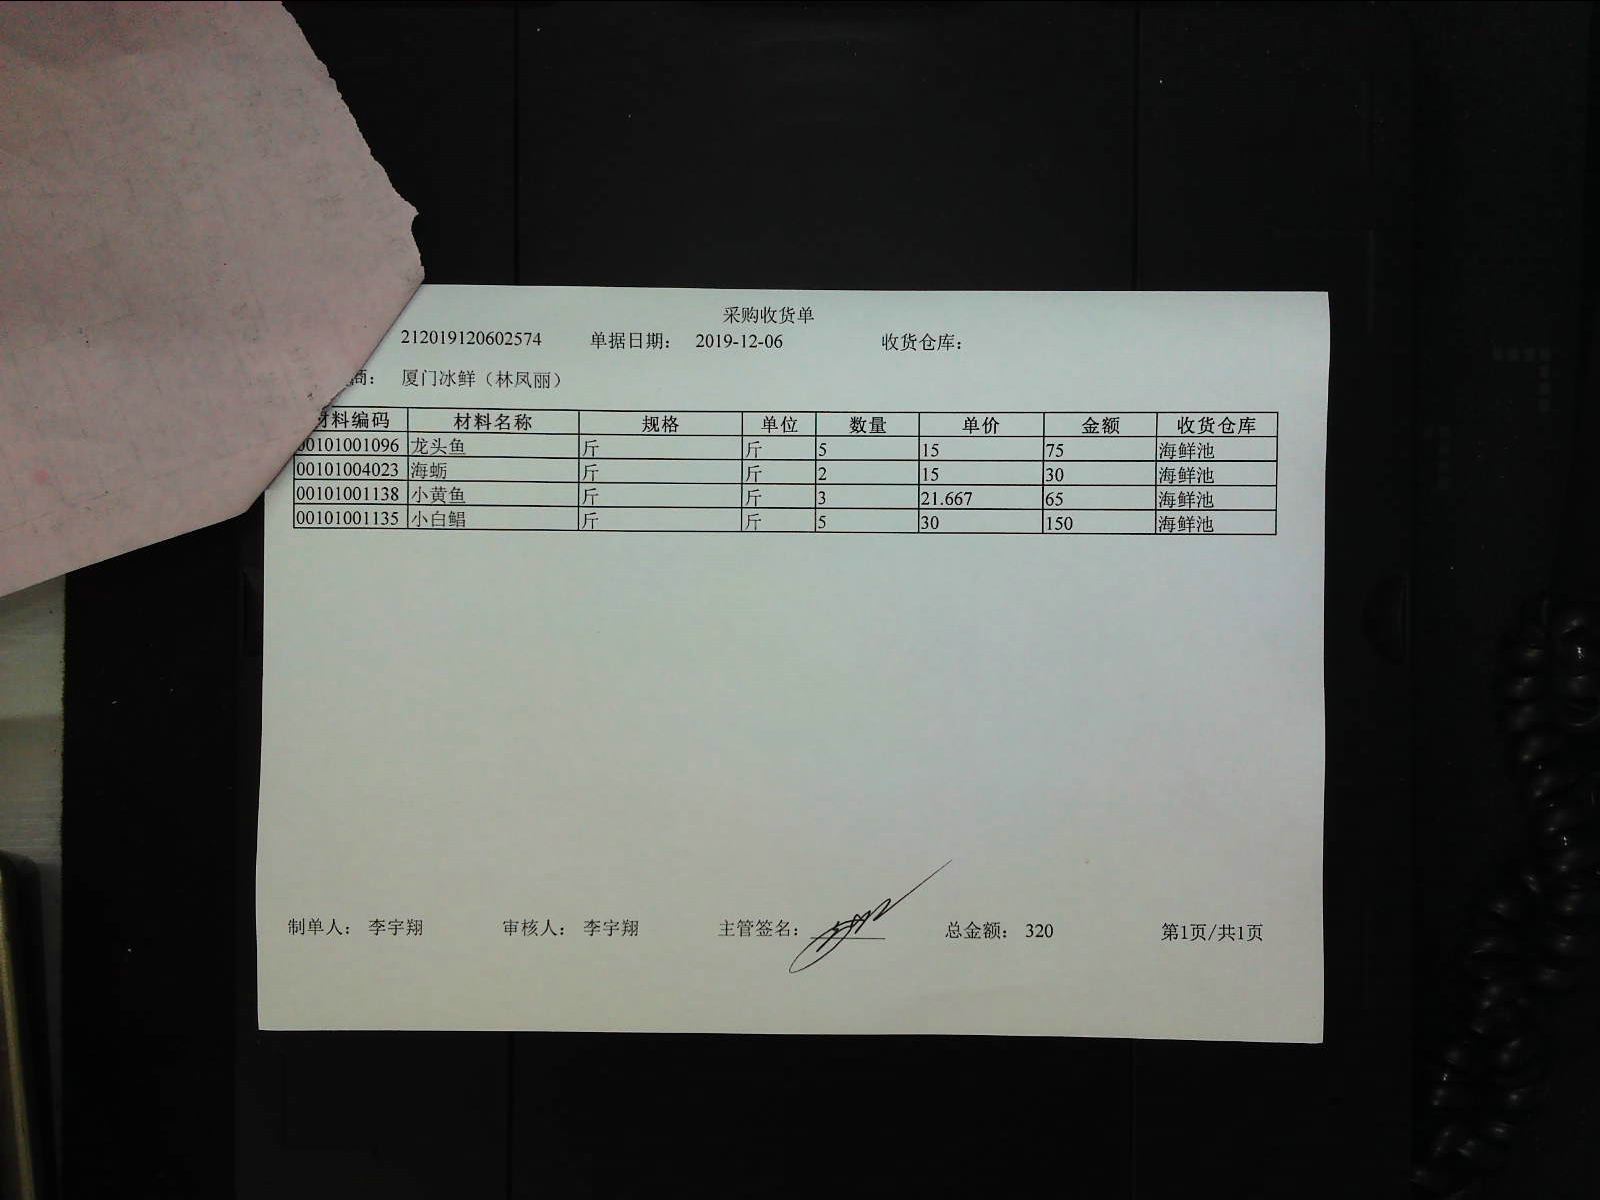 采购收货单
212019120602574 单据日期： 2019-12-06 收货仓库：
商： 厦门冰鲜（林凤丽）
材料编码 材料名称 规格 单位 数量 单价 金额 收货仓库
00101001096 龙头鱼 斤 斤 5 15 75 海鲜池
00101004023 海蛎 斤 斤 2 15 30 海鲜池
00101001138 小黄鱼 斤 斤 3 21.667 65 海鲜池
00101001135 小白鲳 斤 斤 5 30 150 海鲜池
制单人： 李宇翔 审核人： 李宇翔 主管签名： 总金额： 320 第1页/共1页